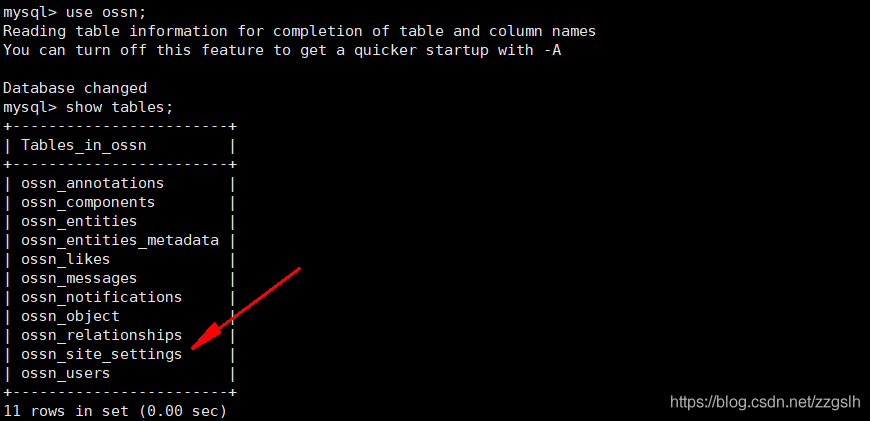 mysql> use ossn;
Reading table information for completion of table and column names
You can turn off this feature to get a quicker startup with -A

Database changed
mysql> show tables;
+------------------------+
| Tables_in_ossn         |
+------------------------+
| ossn_annotations       |
| ossn_components        |
| ossn_entities          |
| ossn_entities_metadata |
| ossn_likes             |
| ossn_messages          |
| ossn_notifications     |
| ossn_object            |
| ossn_relationships     |
| ossn_site_settings     |
| ossn_users             |
+------------------------+
11 rows in set (0.00 sec)
https://blog.csdn.net/zzgslh